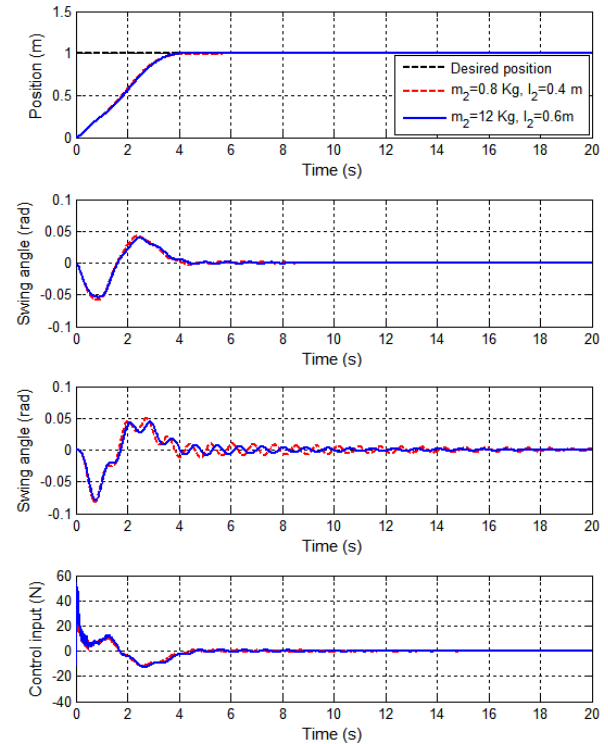 1.5
1
0.5
0
Position (m)
0 2 4 6 8 10 12 14 16 18 20
Time (s)
Desired position
m2=0.8 Kg, l2=0.4 m
m2=12 Kg, l2=0.6m
0.1
0.05
0
-0.05
-0.1
Swing angle (rad)
0 2 4 6 8 10 12 14 16 18 20
Time (s)
0.1
0.05
0
-0.05
-0.1
Swing angle (rad)
0 2 4 6 8 10 12 14 16 18 20
Time (s)
60
40
20
0
-20
-40
Control input (N)
0 2 4 6 8 10 12 14 16 18 20
Time (s)